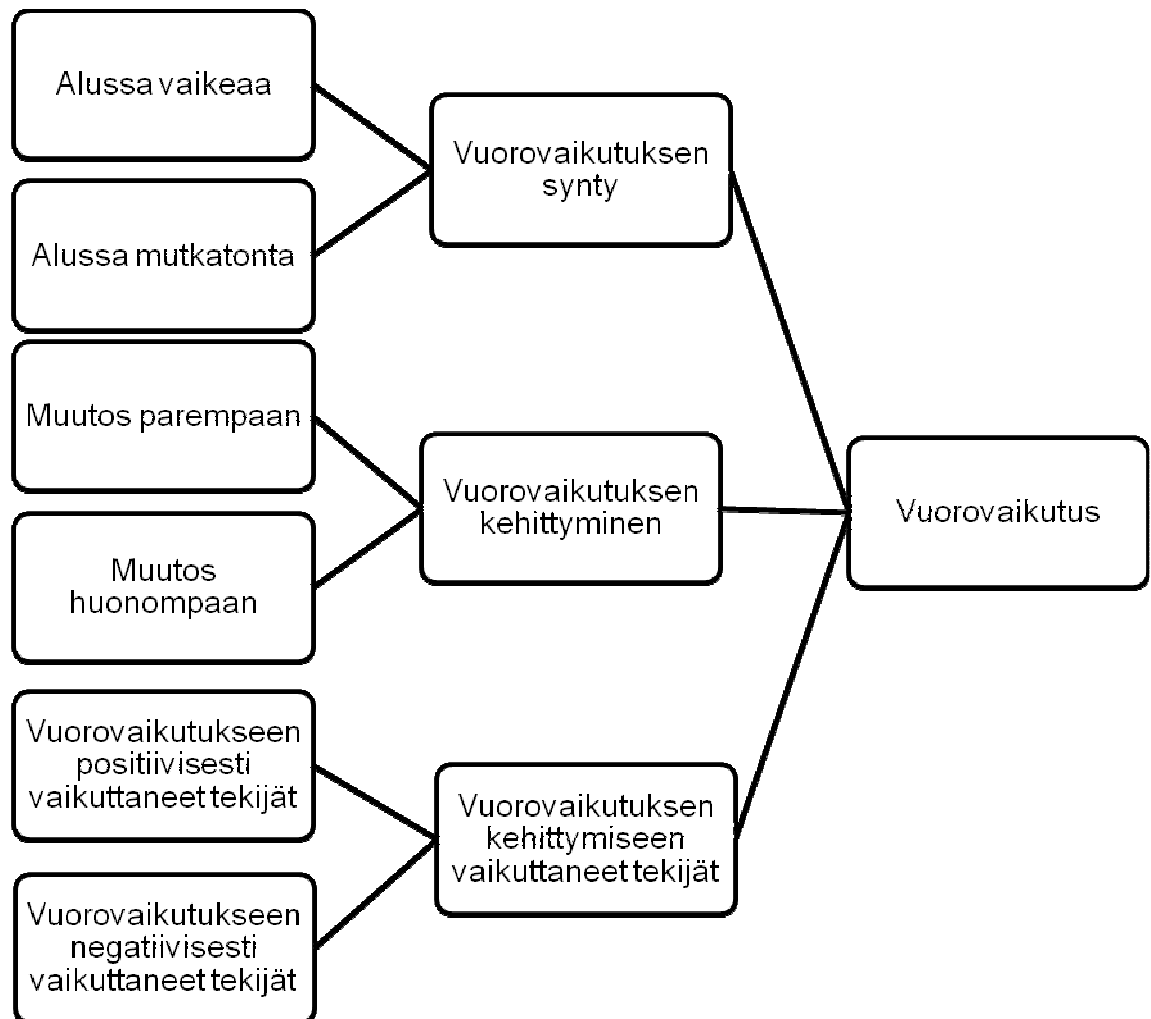 Alussa vaikeaa
Alussa mutkatonta
Muutos parempaan
Muutos
huonompaan
Vuorovaikutukseen
positiivisesti
vaikuttaneet tekijät
Vuorovaikutukseen
negatiivisesti
vaikuttaneet tekijät
Vuorovaikutuksen
synty
Vuorovaikutuksen
kehittyminen
Vuorovaikutuksen
kehittymiseen
vaikuttaneet tekijät
Vuorovaikutus